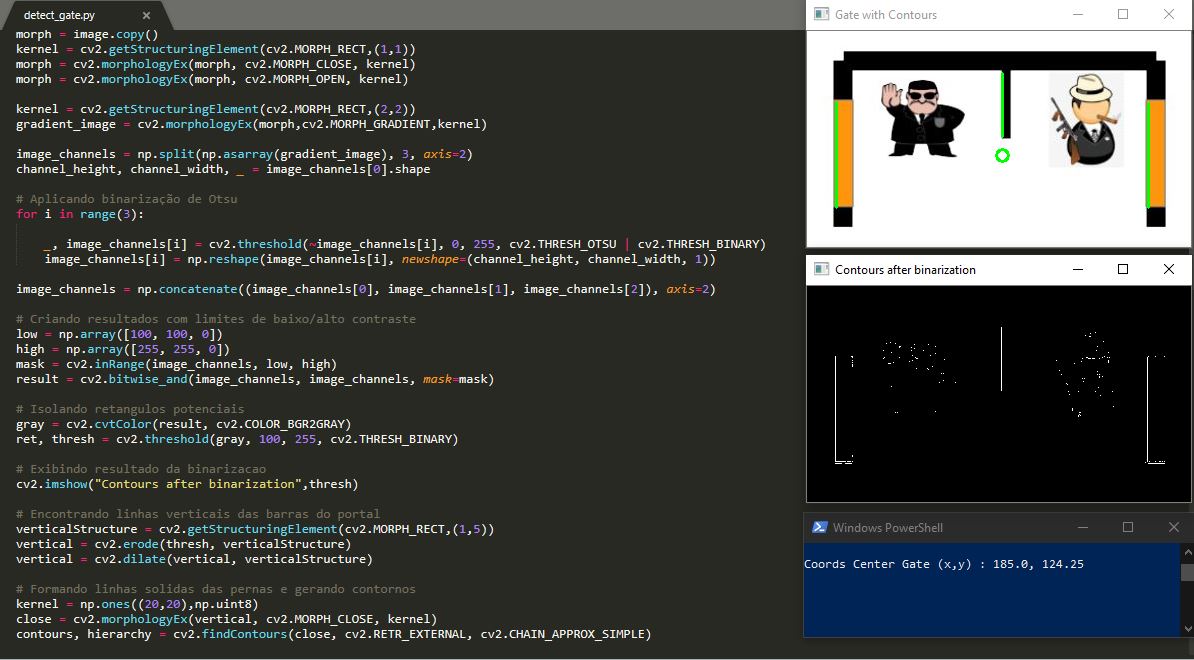 detect_gate.py
morph = image.copy()
kernel = cv2.getStructuringElement(cv2.MORPH_RECT,(1,1))
morph = cv2.morphologyEx(morph, cv2.MORPH_CLOSE, kernel)
morph = cv2.morphologyEx(morph, cv2.MORPH_OPEN, kernel)
kernel = cv2.getStructuringElement(cv2.MORPH_RECT,(2,2))
gradient_image = cv2.morphologyEx(morph,cv2.MORPH_GRADIENT,kernel)
image_channels = np.split(np.asarray(gradient_image), 3, axis=2)
channel_height, channel_width, _ = image_channels[0].shape
# Aplicando binarização de Otsu
for i in range(3):
_, image_channels[i] = cv2.threshold(~image_channels[i], 0, 255, cv2.THRESH_OTSU | cv2.THRESH_BINARY)
image_channels[i] = np.reshape(image_channels[i], newshape=(channel_height, channel_width, 1))
image_channels = np.concatenate((image_channels[0], image_channels[1], image_channels[2]), axis=2)
# Criando resultados com limites de baixo/alto contraste
low = np.array([100, 100, 0])
high = np.array([255, 255, 0])
mask = cv2.inRange(image_channels, low, high)
result = cv2.bitwise_and(image_channels, image_channels, mask=mask)
# Isolando retangulos potenciais
gray = cv2.cvtColor(result, cv2.COLOR_BGR2GRAY)
ret, thresh = cv2.threshold(gray, 100, 255, cv2.THRESH_BINARY)
# Exibindo resultado da binarizacao
cv2.imshow("Contours after binarization",thresh)
# Encontrando linhas verticais das barras do portal
verticalStructure = cv2.getStructuringElement(cv2.MORPH_RECT,(1,5))
vertical = cv2.erode(thresh, verticalStructure)
vertical = cv2.dilate(vertical, verticalStructure)
# Formando linhas solidas das pernas e gerando contornos
kernel = np.ones((20,20),np.uint8)
close = cv2.morphologyEx(vertical, cv2.MORPH_CLOSE, kernel)
contours, hierarchy = cv2.findContours(close, cv2.RETR_EXTERNAL, cv2.CHAIN_APPROX_SIMPLE)
Gate with Contours
Contours after binarization
Windows PowerShell
Coords Center Gate (x,y) : 185.0, 124.25